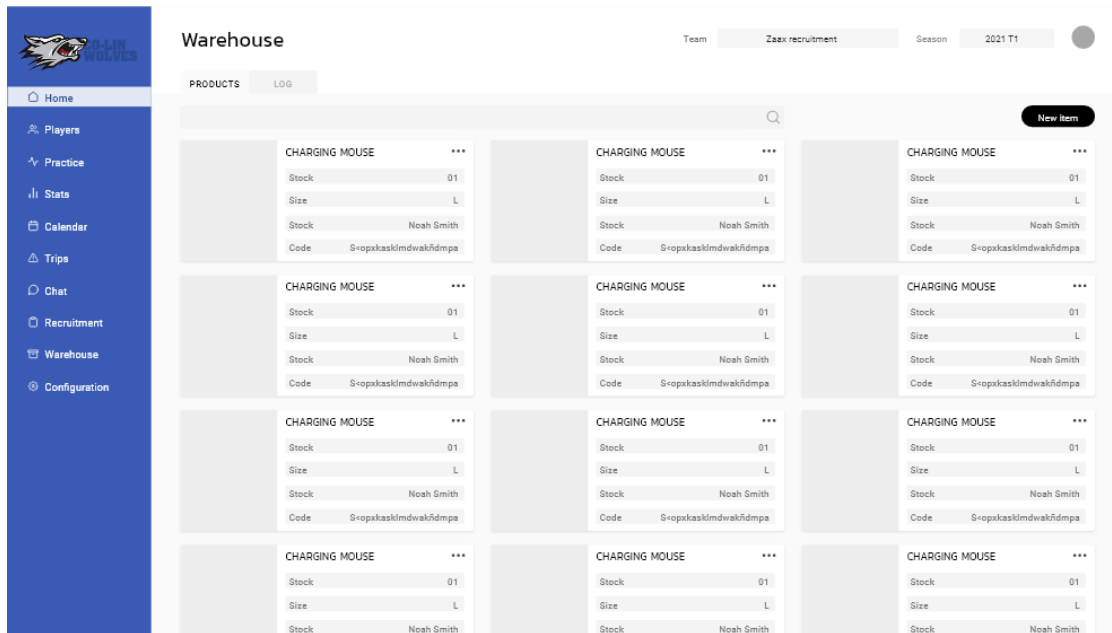 CO-LIN
WOLVES
Warehouse
Team Zaax recruitment Season 2021 T1
PRODUCTS LOG
New item
Home
Players
Practice
Stats
Calendar
Trips
Chat
Recruitment
Warehouse
Configuration
CHARGING MOUSE ••• CHARGING MOUSE ••• CHARGING MOUSE •••
Stock 01 Stock 01 Stock 01
Size L Size L Size L
Stock Noah Smith Stock Noah Smith Stock Noah Smith
Code S<opxkasklmdwakñdmpa Code S<opxkasklmdwakñdmpa Code S<opxkasklmdwakñdmpa
CHARGING MOUSE ••• CHARGING MOUSE ••• CHARGING MOUSE •••
Stock 01 Stock 01 Stock 01
Size L Size L Size L
Stock Noah Smith Stock Noah Smith Stock Noah Smith
Code S<opxkasklmdwakñdmpa Code S<opxkasklmdwakñdmpa Code S<opxkasklmdwakñdmpa
CHARGING MOUSE ••• CHARGING MOUSE ••• CHARGING MOUSE •••
Stock 01 Stock 01 Stock 01
Size L Size L Size L
Stock Noah Smith Stock Noah Smith Stock Noah Smith
Code S<opxkasklmdwakñdmpa Code S<opxkasklmdwakñdmpa Code S<opxkasklmdwakñdmpa
CHARGING MOUSE ••• CHARGING MOUSE ••• CHARGING MOUSE •••
Stock 01 Stock 01 Stock 01
Size L Size L Size L
Stock Noah Smith Stock Noah Smith Stock Noah Smith